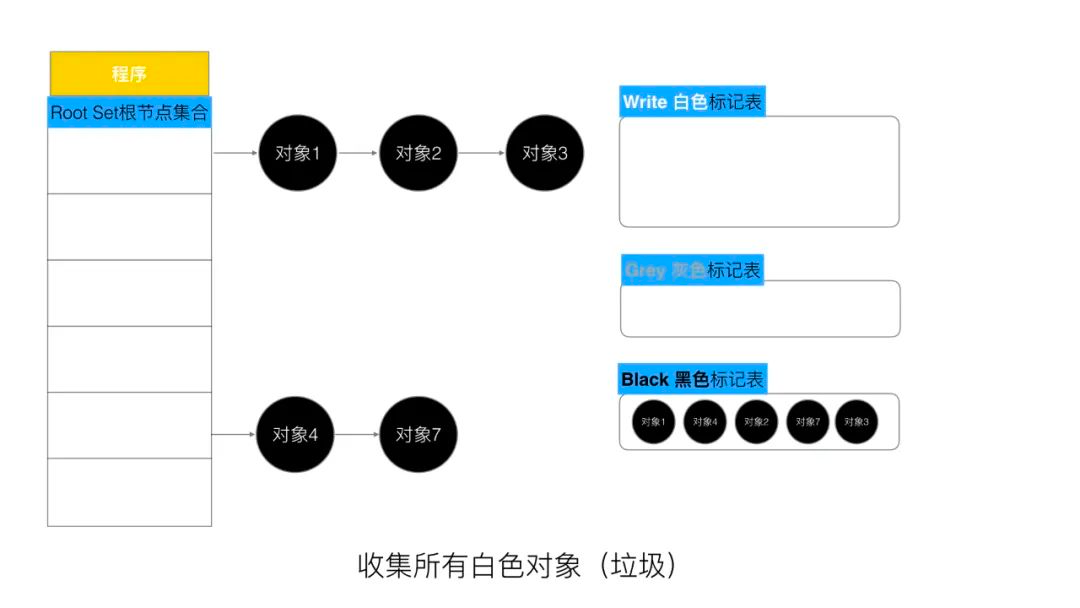 程序
Root Set根节点集合
对象1
对象2
对象3
对象4
对象7
Write 白色标记表
Grey 灰色标记表
Black 黑色标记表
对象1
对象4
对象2
对象7
对象3
收集所有白色对象（垃圾）